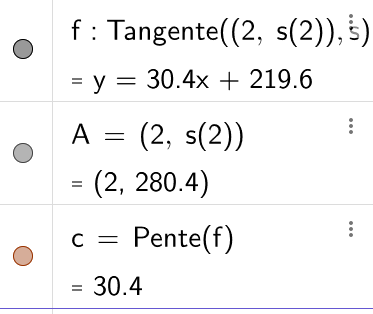 f : Tangente((2, s(2)), s)
= y = 30.4x + 219.6
A = (2, s(2))
= (2, 280.4)
c = Pente(f)
= 30.4